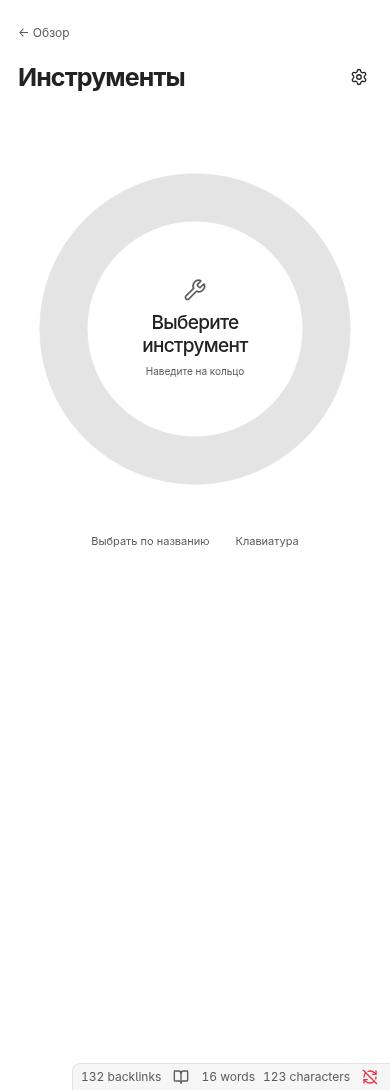 ← Обзор
Инструменты
Выберите
инструмент
Наведите на кольцо
Выбрать по названию Клавиатура
132 backlinks 16 words 123 characters